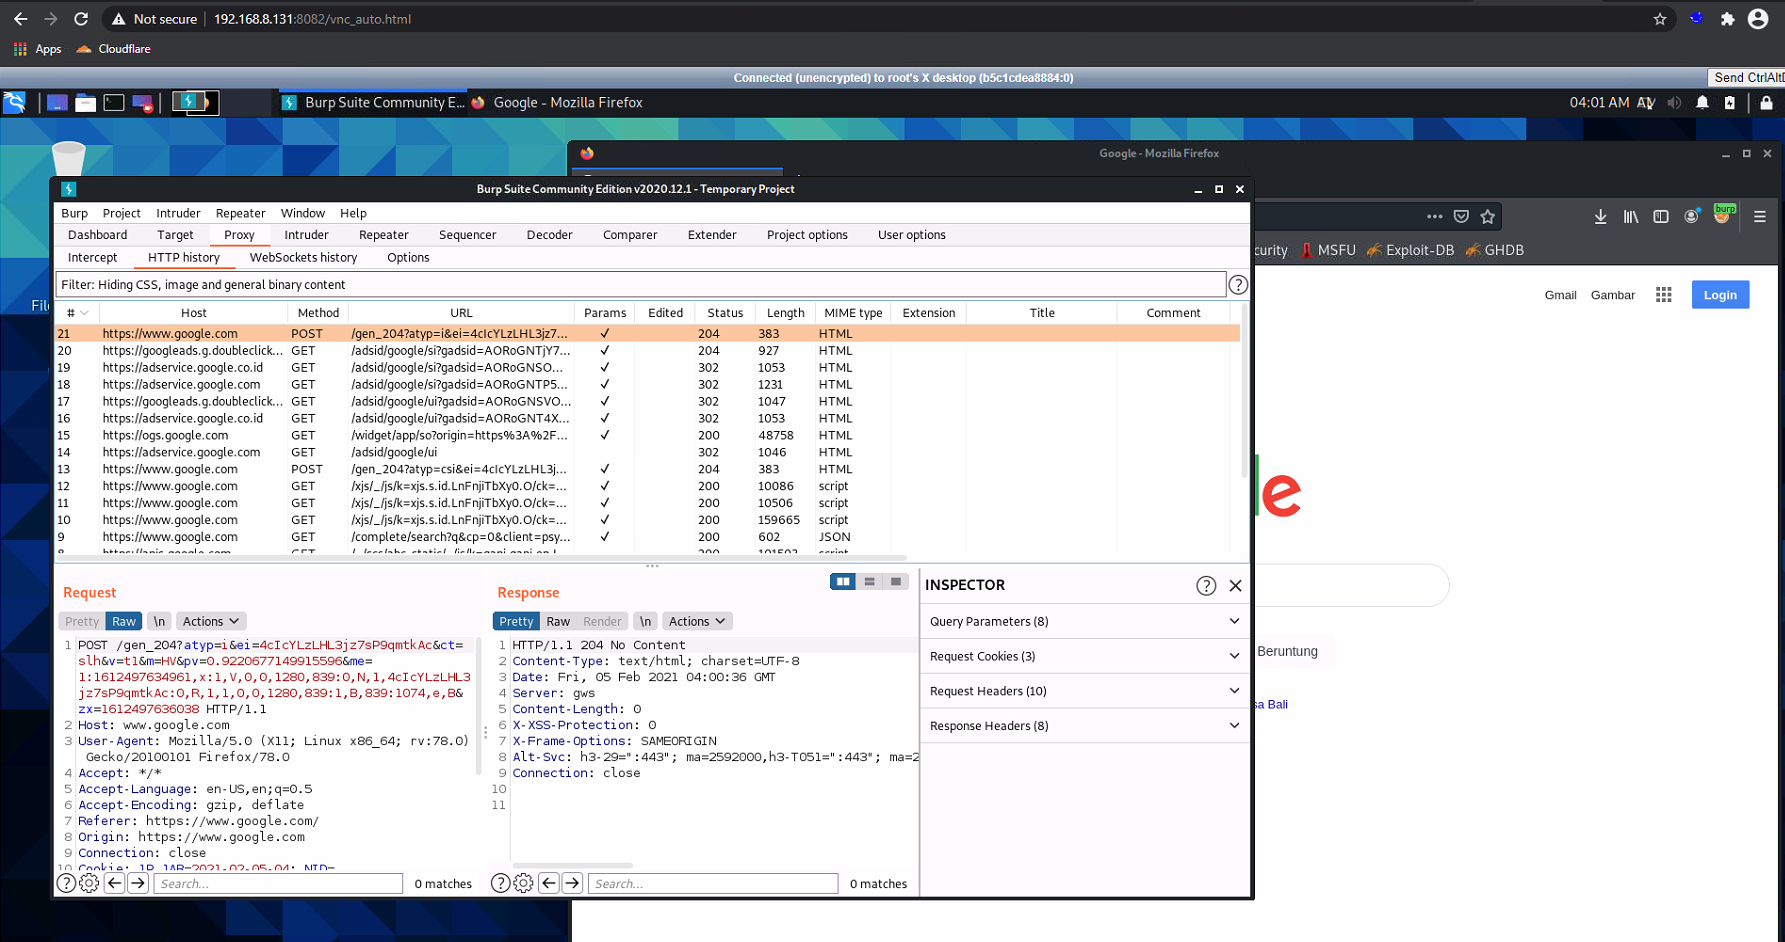 Not secure | 192.168.8.131:8082/vnc_auto.html
Apps Cloudflare
Connected (unencrypted) to root's X desktop (b5c1cdea8884:0)
Send CtrlAltD
Burp Suite Community E... Google - Mozilla Firefox
04:01 AM
Google - Mozilla Firefox
Burp Suite Community Edition v2020.12.1 - Temporary Project
Burp Project Intruder Repeater Window Help
Dashboard Target Proxy Intruder Repeater Sequencer Decoder Comparer Extender Project options User options
burp
Intercept HTTP history WebSockets history Options
curity MSFU Exploit-DB GHDB
Filter: Hiding CSS, image and general binary content
Gmail Gambar Login
Fil
# Host Method URL Params Edited Status Length MIME type Extension Title Comment
21 https://www.google.com POST /gen_204?atyp=i&ei=4cIcYLzLHL3jz7... ✓ 204 383 HTML
20 https://googleads.g.doubleclick... GET /adsid/google/si?gadsid=AORoGNTjY7... ✓ 204 927 HTML
19 https://adservice.google.co.id GET /adsid/google/si?gadsid=AORoGNSO... ✓ 302 1053 HTML
18 https://adservice.google.com GET /adsid/google/si?gadsid=AORoGNTP5... ✓ 302 1231 HTML
17 https://googleads.g.doubleclick... GET /adsid/google/ui?gadsid=AORoGNSVO... ✓ 302 1047 HTML
16 https://adservice.google.co.id GET /adsid/google/ui?gadsid=AORoGNT4X... ✓ 302 1053 HTML
15 https://ogs.google.com GET /widget/app/so?origin=https%3A%2F... ✓ 200 48758 HTML
14 https://adservice.google.com GET /adsid/google/ui 302 1046 HTML
13 https://www.google.com POST /gen_204?atyp=csi&ei=4cIcYLzLHL3j... ✓ 204 383 HTML
12 https://www.google.com GET /xjs/_/js/k=xjs.s.id.LnFnjiTbXy0.O/ck=... ✓ 200 10086 script
11 https://www.google.com GET /xjs/_/js/k=xjs.s.id.LnFnjiTbXy0.O/ck=... ✓ 200 10506 script
10 https://www.google.com GET /xjs/_/js/k=xjs.s.id.LnFnjiTbXy0.O/ck=... ✓ 200 159665 script
9 https://www.google.com GET /complete/search?q&cp=0&client=psy... ✓ 200 602 JSON
e
Request
Pretty Raw \n Actions
1 POST /gen_204?atyp=i&ei=4cIcYLzLHL3jz7sP9qmtkAc&ct=
slh&v=t1&m=HV&pv=0.9220677149915596&me=
1:1612497634961,x:1,V,0,0,1280,839:0,N,1,4cIcYLzLHL3
jz7sP9qmtkAc:0,R,1,1,0,0,1280,839:1,B,839:1074,e,B&
zx=1612497636038 HTTP/1.1
2 Host: www.google.com
3 User-Agent: Mozilla/5.0 (X11; Linux x86_64; rv:78.0)
Gecko/20100101 Firefox/78.0
4 Accept: */*
5 Accept-Language: en-US,en;q=0.5
6 Accept-Encoding: gzip, deflate
7 Referer: https://www.google.com/
8 Origin: https://www.google.com
9 Connection: close
10 Cookie: 1P_JAR=2021-02-05-04; NID=
Search... 0 matches
Response
Pretty Raw Render \n Actions
1 HTTP/1.1 204 No Content
2 Content-Type: text/html; charset=UTF-8
3 Date: Fri, 05 Feb 2021 04:00:36 GMT
4 Server: gws
5 Content-Length: 0
6 X-XSS-Protection: 0
7 X-Frame-Options: SAMEORIGIN
8 Alt-Svc: h3-29=":443"; ma=2592000,h3-T051=":443"; ma=2
9 Connection: close
10
11
Search... 0 matches
INSPECTOR
Query Parameters (8)
Request Cookies (3)
Request Headers (10)
Response Headers (8)
Beruntung
sa Bali